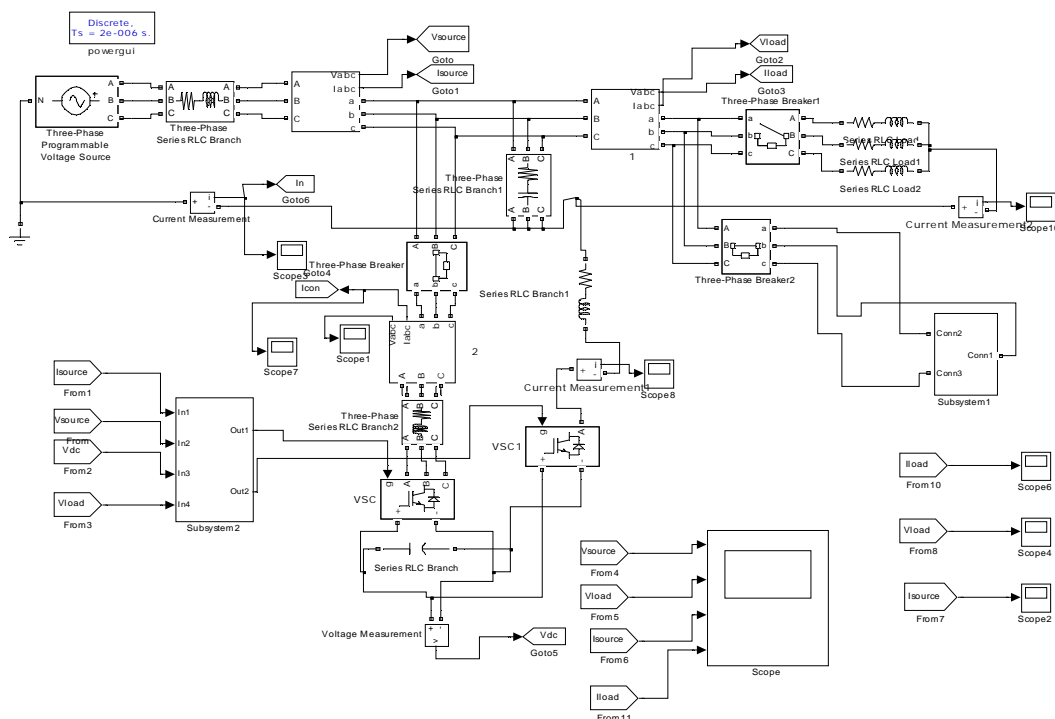 Discrete,
Ts = 2e-006 s.
powergui
Vsource
Goto
Isource
Goto1
Vload
Goto2
Iload
Goto3
Three-Phase Breaker1
N
A
B
C
Three-Phase
Programmable
Voltage Source
A
B
C
A
B
C
Three-Phase
Series RLC Branch
A
B
C
Vabc
Iabc
a
b
c
A
B
C
Vabc
Iabc
a
b
c
1
a
b
c
A
B
C
Series RLC Load
Series RLC Load1
Series RLC Load2
A
B
C
Three-Phase
Series RLC Branch1
A
B
C
In
Goto6
+
-
i
Current Measurement
Scope3
+
-
i
Current Measurement2
Scope10
A
B
C
a
b
c
Three-Phase Breaker2
A
B
C
Three-Phase Breaker
a
b
c
Goto4
Icon
Series RLC Branch1
Scope7
Scope1
Vabc
Iabc
a
b
c
2
A
B
C
+
-
i
Current Measurement1
Scope8
Conn2
Conn3
Conn1
Subsystem1
Isource
From1
Vsource
From
Vdc
From2
Vload
From3
In1
In2
In3
In4
Out1
Out2
Subsystem2
A
B
C
Three-Phase
Series RLC Branch2
A
B
C
g
A
B
C
+
-
VSC
g
A
+
-
VSC1
Series RLC Branch
Voltage Measurement
+
-
v
Vdc
Goto5
Vsource
From4
Vload
From5
Isource
From6
Iload
From11
Scope
Iload
From10
Scope6
Vload
From8
Scope4
Isource
From7
Scope2